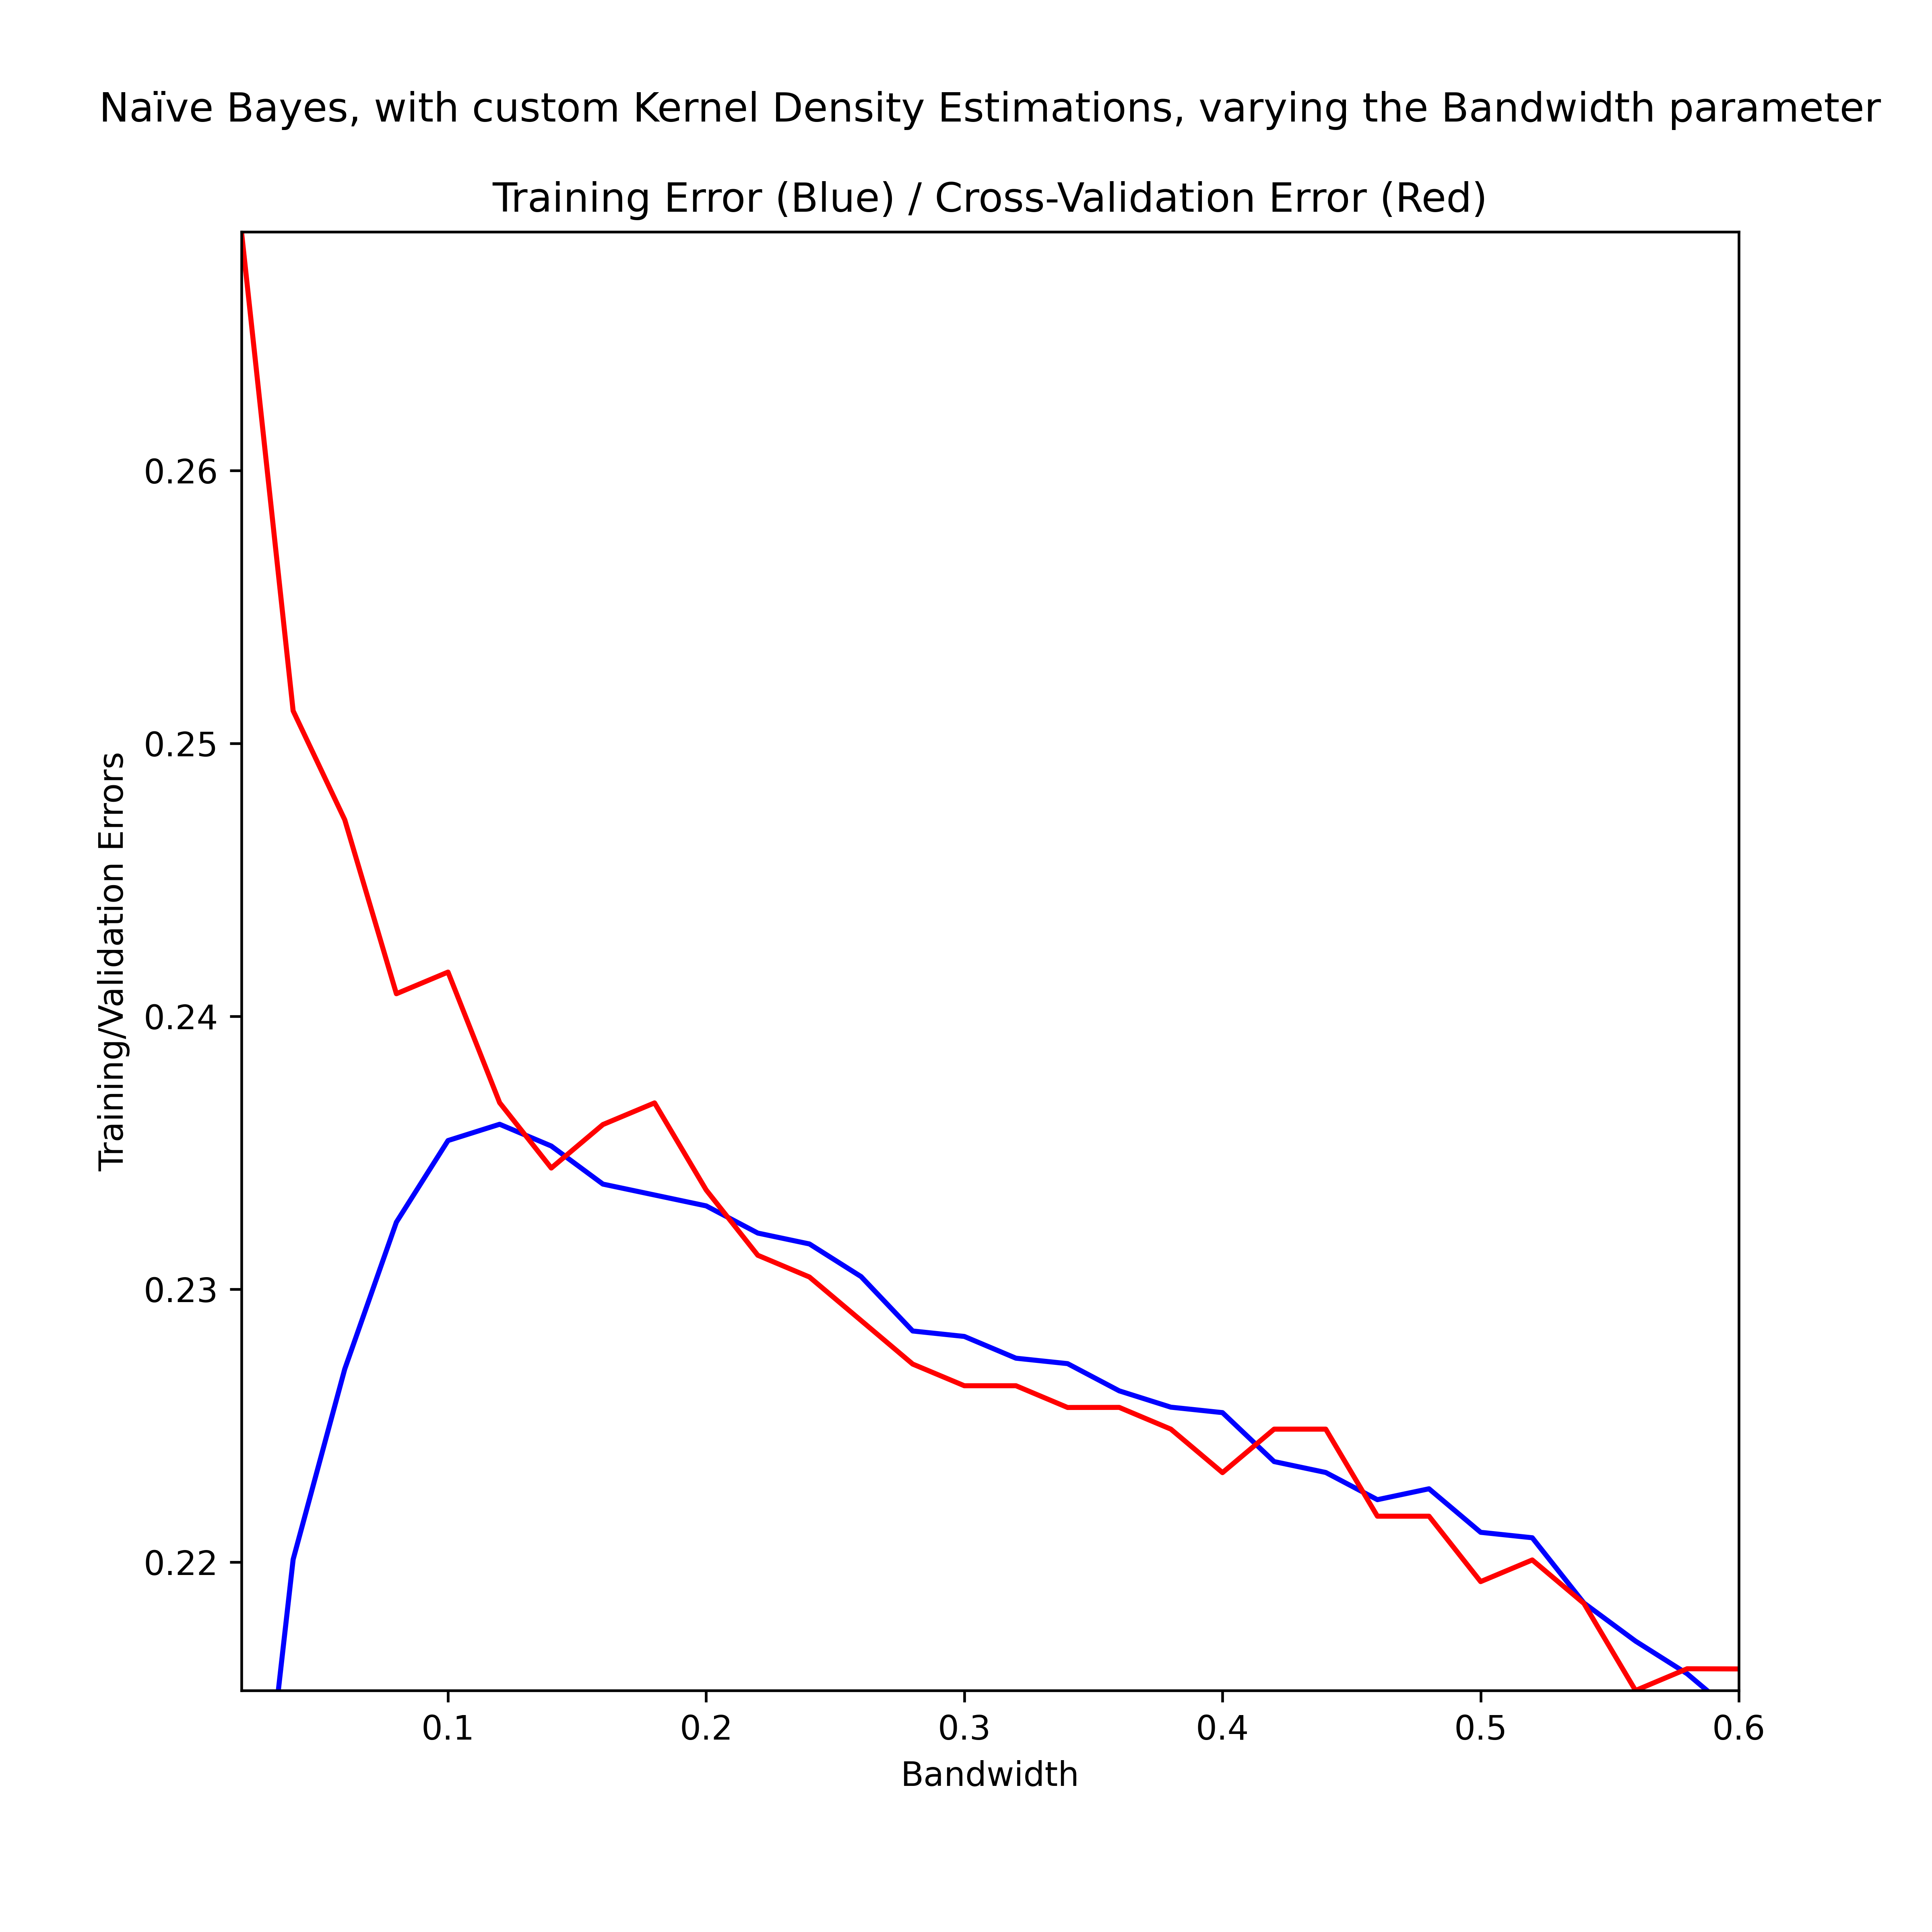 Naïve Bayes, with custom Kernel Density Estimations, varying the Bandwidth parameter
Training Error (Blue) / Cross-Validation Error (Red)
Training/Validation Errors
0.26
0.25
0.24
0.23
0.22
0.1 0.2 0.3 0.4 0.5 0.6
Bandwidth